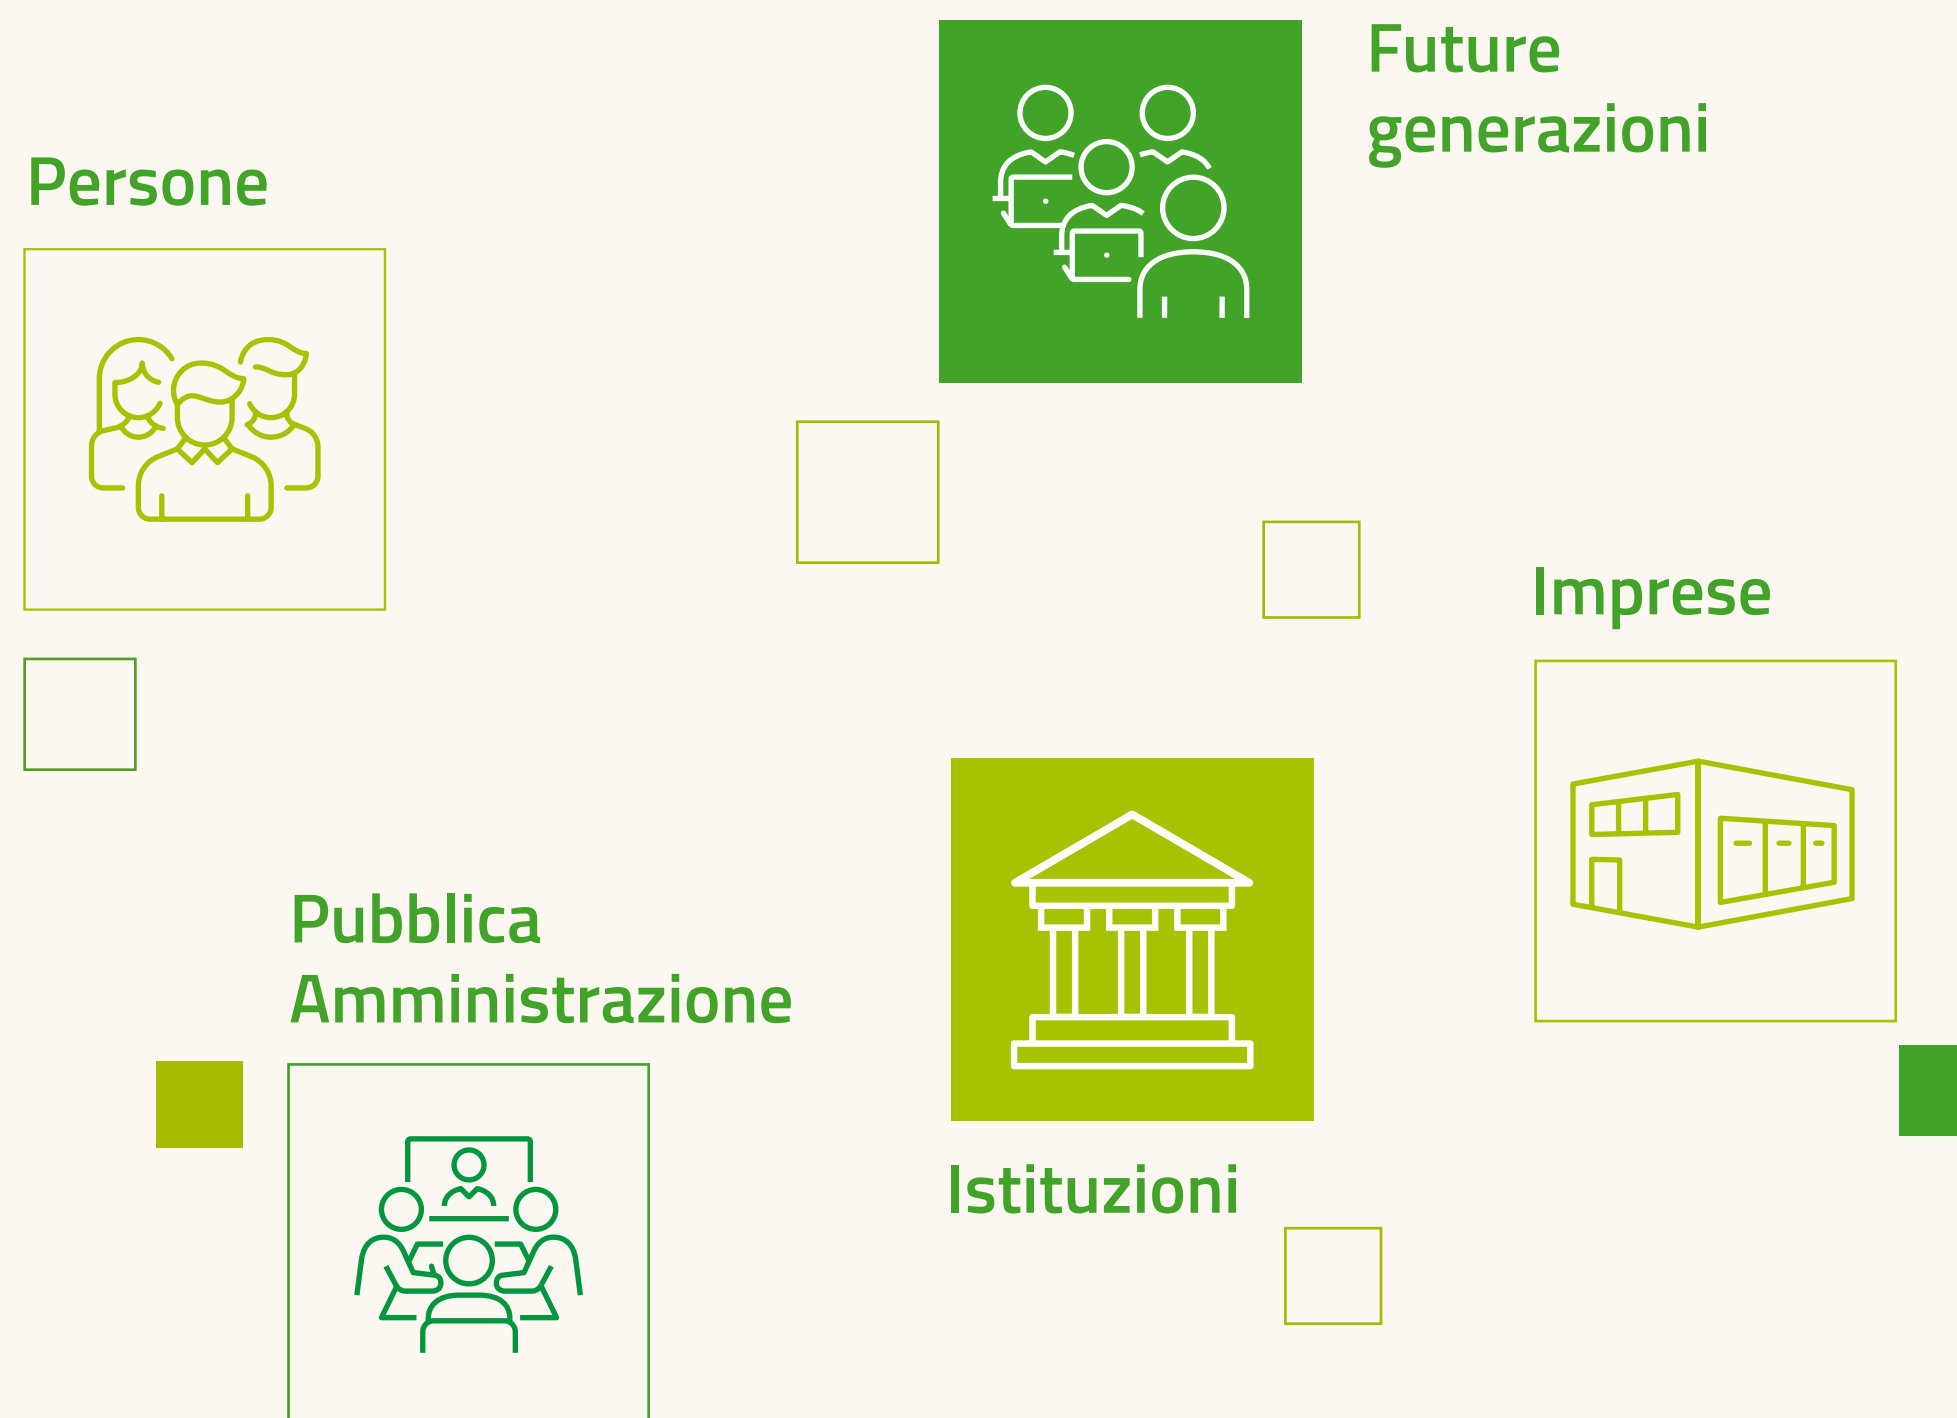 Future
generazioni
Persone
Imprese
Pubblica
Amministrazione
Istituzioni